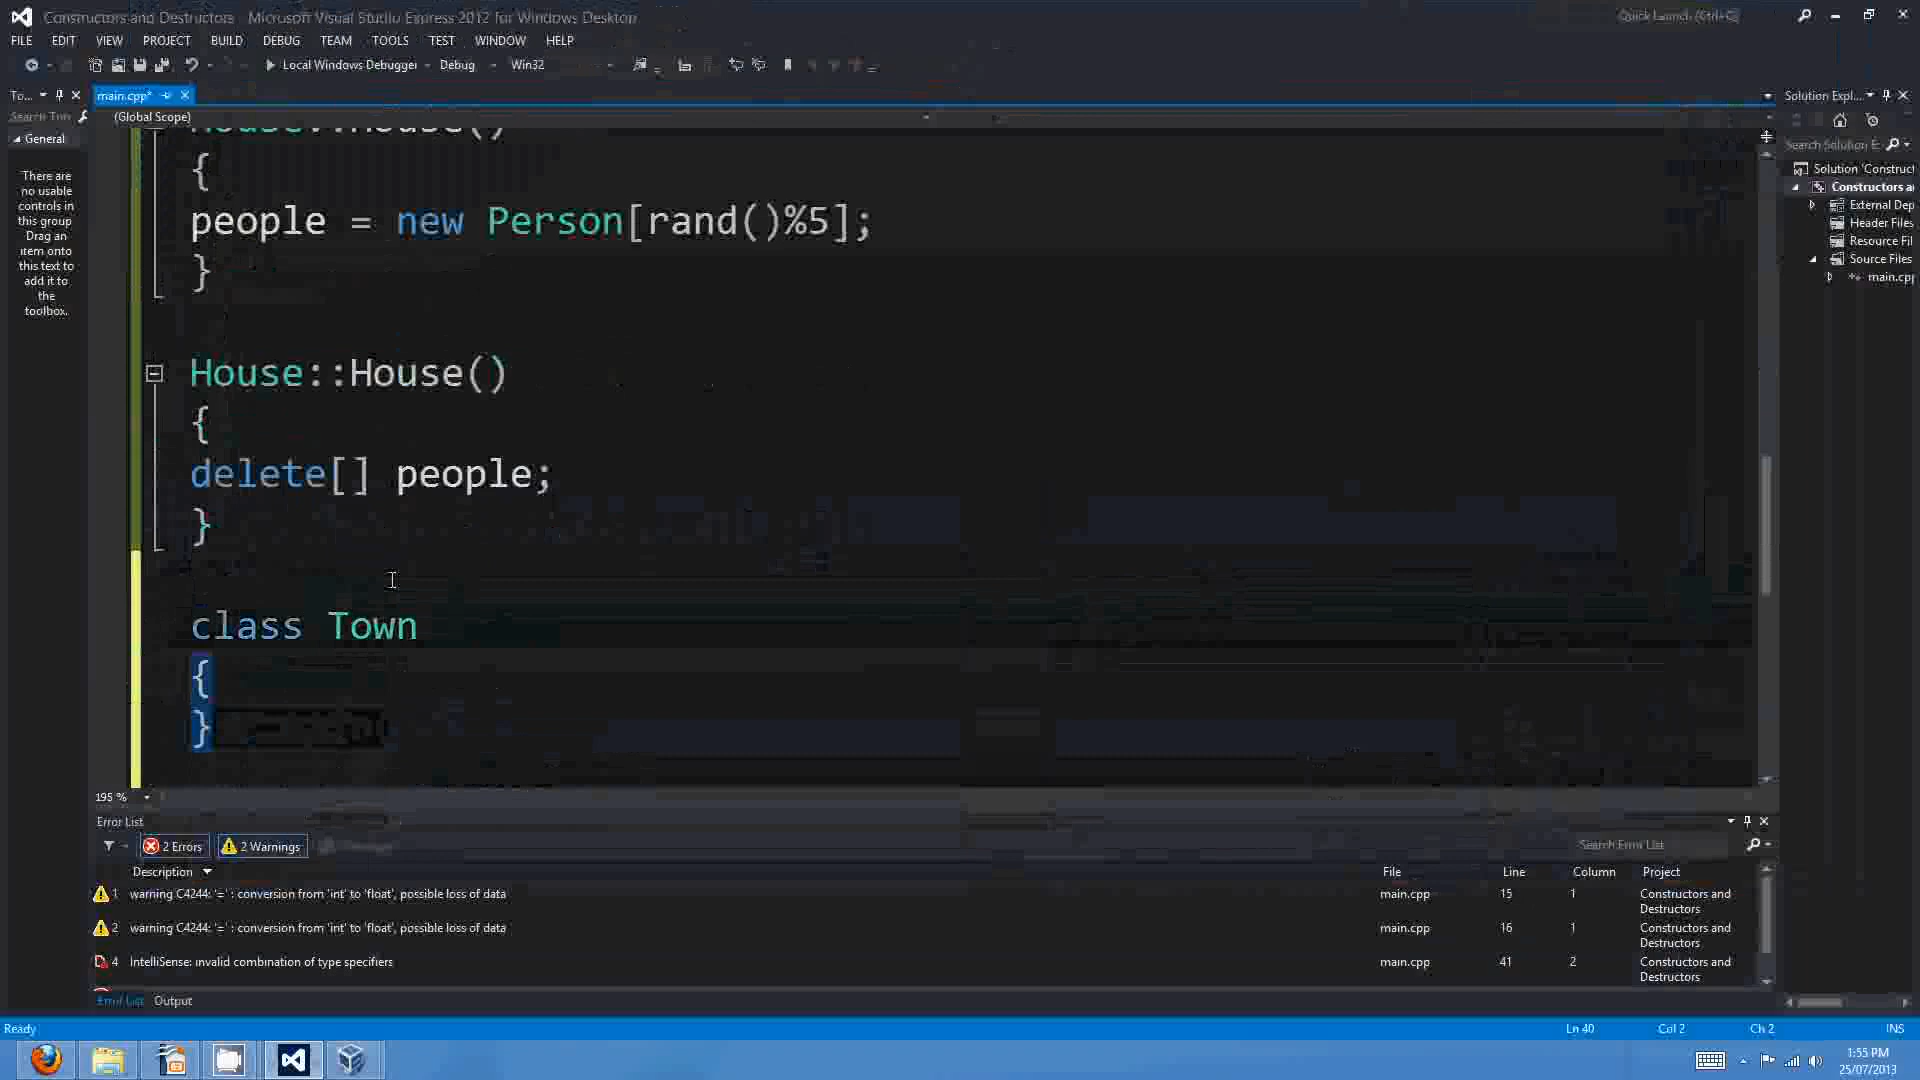 Constructors and Destructors - Microsoft Visual Studio Express 2012 for Windows Desktop
FILE EDIT VIEW PROJECT BUILD DEBUG TEAM TOOLS TEST WINDOW HELP
Local Windows Debugger Debug Win32
To... main.cpp* Solution Expl...
(Global Scope)
General
There are
no usable
controls in
this group.
Drag an
item onto
this text to
add it to
the
toolbox.
House::House()
{
people = new Person[rand()%5];
}
House::House()
{
delete[] people;
}
class Town
{
}
Solution 'Construct
Constructors a
External Dep
Header Files
Resource Fil
Source Files
main.cpp
195 %
Error List
2 Errors 2 Warnings Search Error List
Description File Line Column Project
1 warning C4244: '=' : conversion from 'int' to 'float', possible loss of data main.cpp 15 1 Constructors and
Destructors
2 warning C4244: '=' : conversion from 'int' to 'float', possible loss of data main.cpp 16 1 Constructors and
Destructors
4 IntelliSense: invalid combination of type specifiers main.cpp 41 2 Constructors and
Destructors
Error List Output
Ready Ln 40 Col 2 Ch 2 INS
1:55 PM
25/07/2013